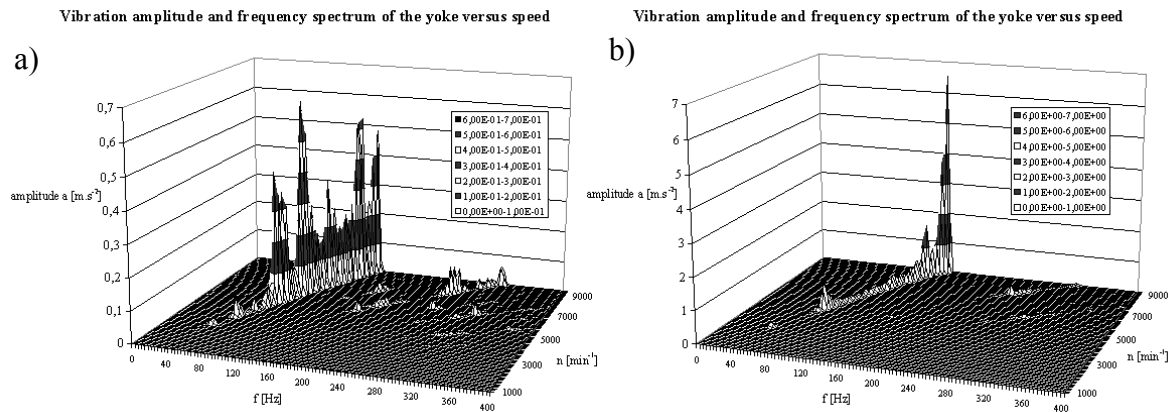 Vibration amplitude and frequency spectrum of the yoke versus speed
a)
0,7
0,6
0,5
0,4
0,3
0,2
0,1
0
amplitude a [m.s⁻²]
6,00E-01-7,00E-01
5,00E-01-6,00E-01
4,00E-01-5,00E-01
3,00E-01-4,00E-01
2,00E-01-3,00E-01
1,00E-01-2,00E-01
0,00E+00-1,00E-01
0 40 80 120 160 200 240 280 320 360 400
f [Hz]
1000 3000 5000 7000 9000
n [min⁻¹]
Vibration amplitude and frequency spectrum of the yoke versus speed
b)
7
6
5
4
3
2
1
0
amplitude a [m.s⁻²]
6,00E+00-7,00E+00
5,00E+00-6,00E+00
4,00E+00-5,00E+00
3,00E+00-4,00E+00
2,00E+00-3,00E+00
1,00E+00-2,00E+00
0,00E+00-1,00E+00
0 40 80 120 160 200 240 280 320 360 400
f [Hz]
1000 3000 5000 7000 9000
n [min⁻¹]